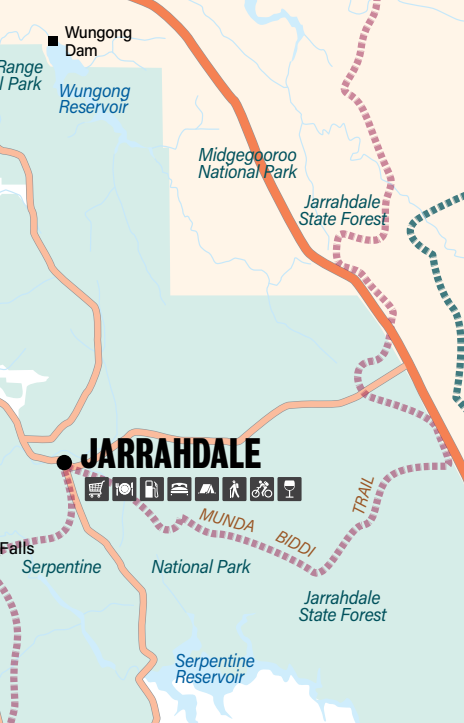 Wungong
Dam
Range
l Park
Wungong
Reservoir
Midgegooroo
National Park
Jarrahdale
State Forest
JARRAHDALE
MUNDA BIDDI TRAIL
Falls
Serpentine National Park
Jarrahdale
State Forest
Serpentine
Reservoir